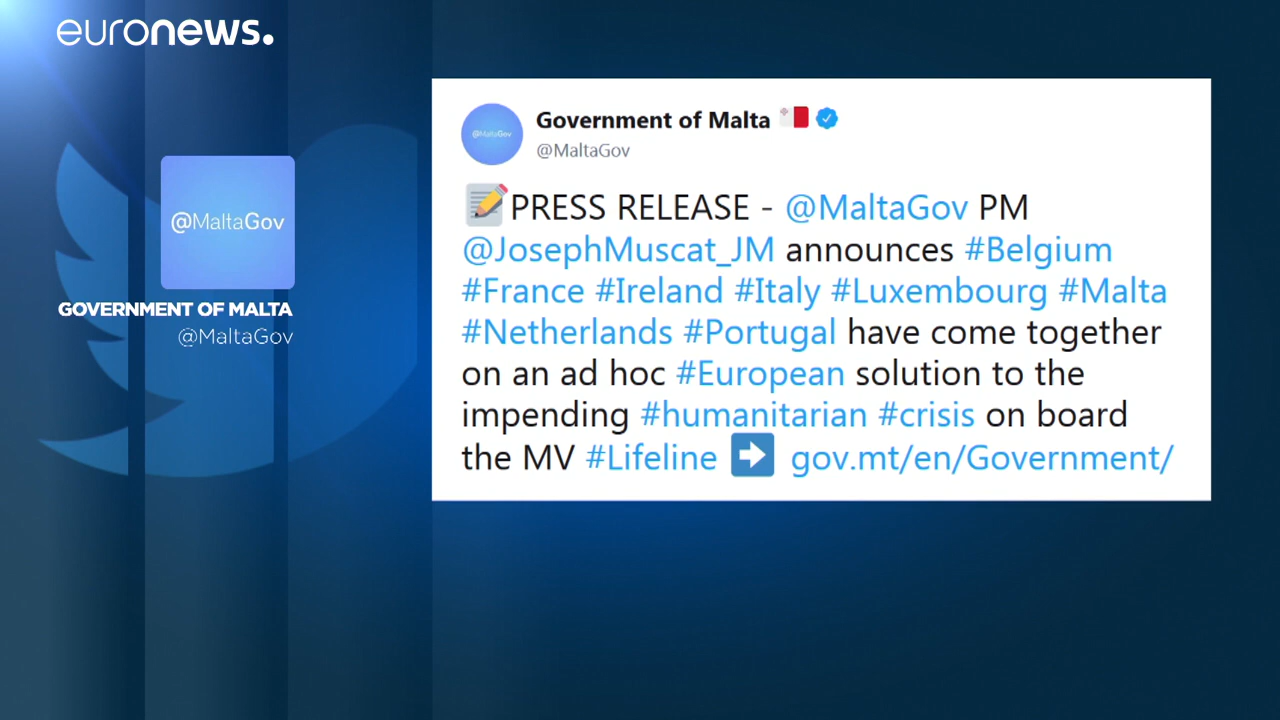 euronews.
@MaltaGov
GOVERNMENT OF MALTA
@MaltaGov
@MaltaGov
Government of Malta
@MaltaGov
PRESS RELEASE - @MaltaGov PM
@JosephMuscat_JM announces #Belgium
#France #Ireland #Italy #Luxembourg #Malta
#Netherlands #Portugal have come together
on an ad hoc #European solution to the
impending #humanitarian #crisis on board
the MV #Lifeline ➡ gov.mt/en/Government/